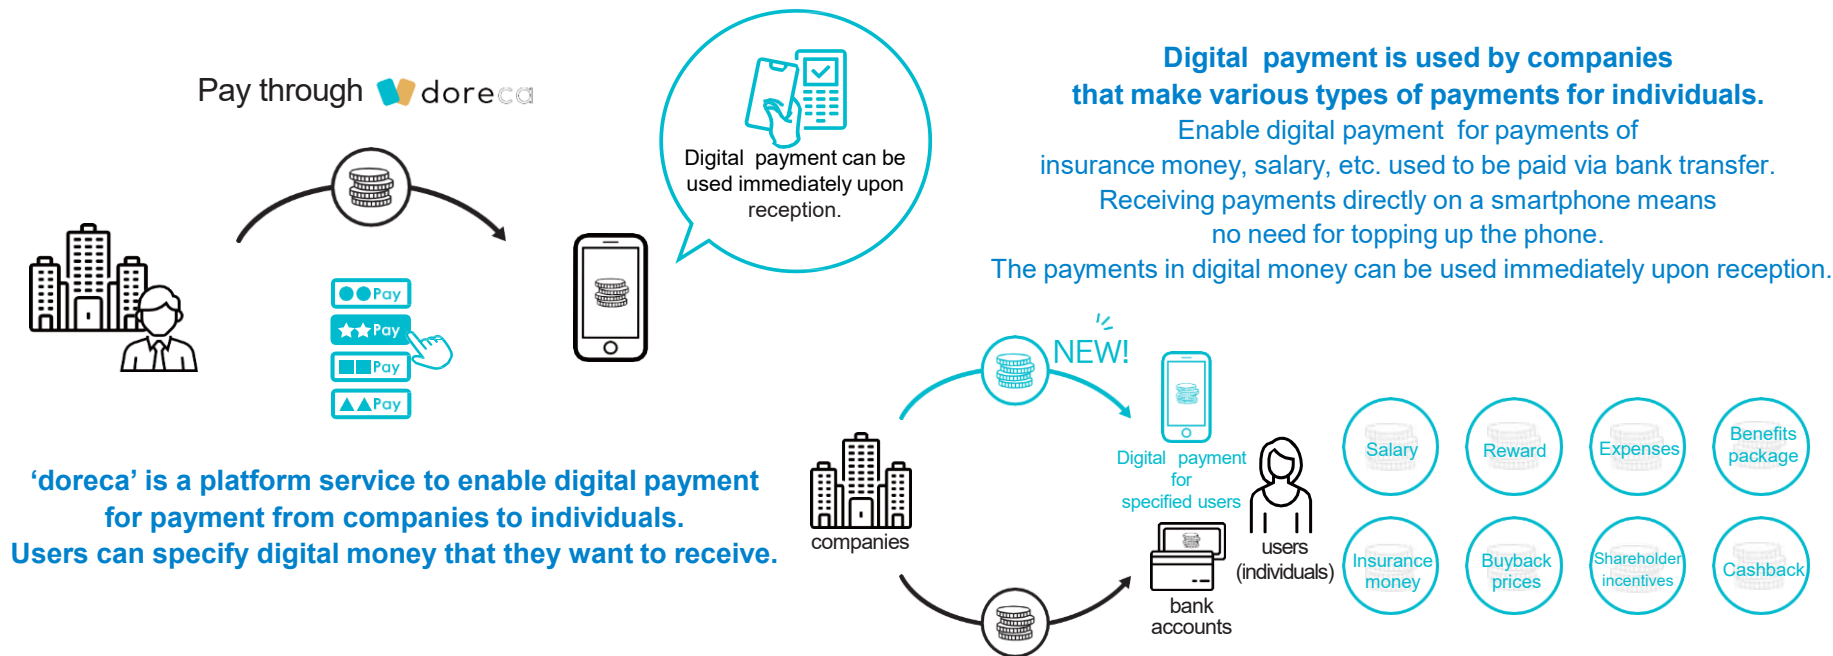 Pay through doreca
Digital payment can be
used immediately upon
reception.
Pay
Pay
Pay
Pay
‘doreca’ is a platform service to enable digital payment
for payment from companies to individuals.
Users can specify digital money that they want to receive.
Digital payment is used by companies
that make various types of payments for individuals.
Enable digital payment for payments of
insurance money, salary, etc. used to be paid via bank transfer.
Receiving payments directly on a smartphone means
no need for topping up the phone.
The payments in digital money can be used immediately upon reception.
NEW!
companies
Digital payment
for
specified users
bank
accounts
users
(individuals)
Salary
Reward
Expenses
Benefits
package
Insurance
money
Buyback
prices
Shareholder
incentives
Cashback